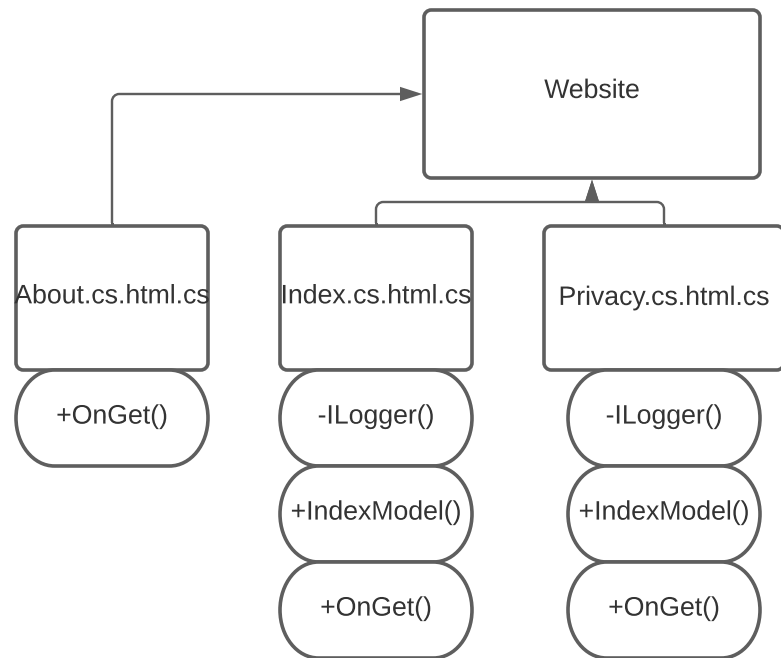 Website
About.cs.html.cs
Index.cs.html.cs
Privacy.cs.html.cs
+OnGet()
-ILogger()
-ILogger()
+IndexModel()
+IndexModel()
+OnGet()
+OnGet()